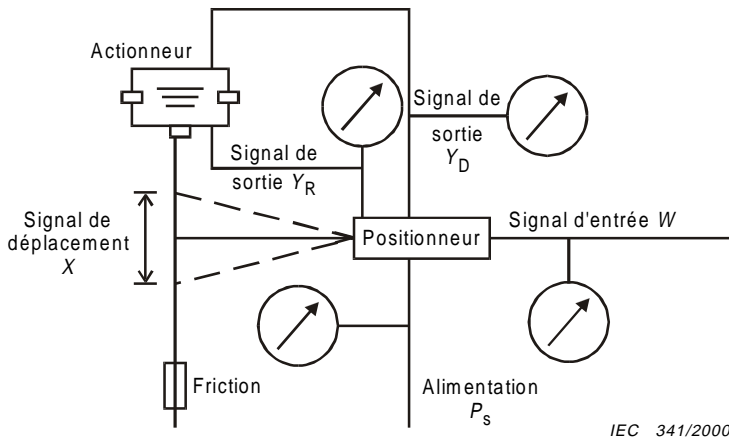 Actionneur
Signal de
sortie Y_R
Signal de
sortie
Y_D
Signal de
déplacement
X
Positionneur
Signal d'entrée W
Friction
Alimentation
P_s
IEC 341/2000